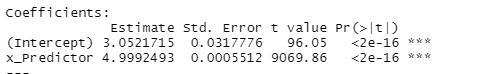 Coefficients:
Estimate Std. Error t value Pr(>|t|)
(Intercept) 3.0521715 0.0317776 96.05 <2e-16 ***
x_Predictor 4.9992493 0.0005512 9069.86 <2e-16 ***
---